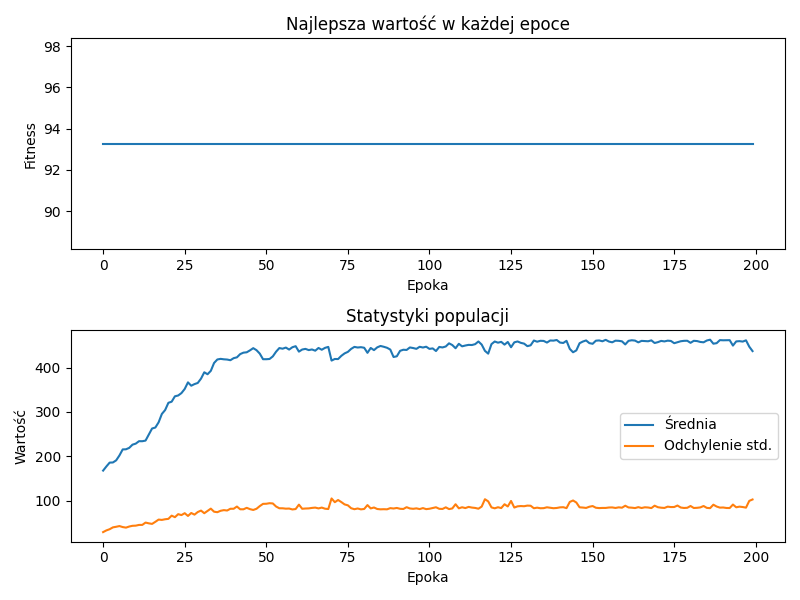 Najlepsza wartość w każdej epoce
98
96
94
92
90
Fitness
0 25 50 75 100 125 150 175 200
Epoka
Statystyki populacji
400
300
200
100
Wartość
Średnia
Odchylenie std.
0 25 50 75 100 125 150 175 200
Epoka